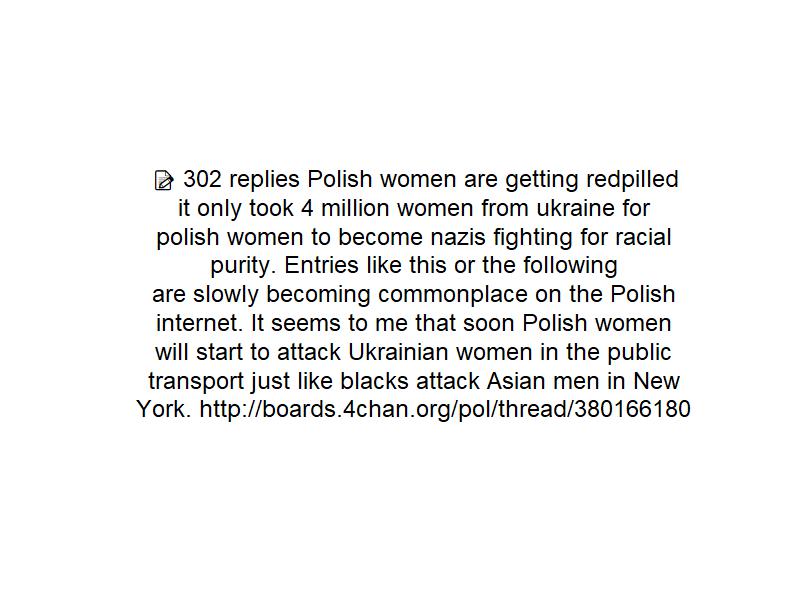 📝 302 replies Polish women are getting redpilled
it only took 4 million women from ukraine for
polish women to become nazis fighting for racial
purity. Entries like this or the following
are slowly becoming commonplace on the Polish
internet. It seems to me that soon Polish women
will start to attack Ukrainian women in the public
transport just like blacks attack Asian men in New
York. http://boards.4chan.org/pol/thread/380166180